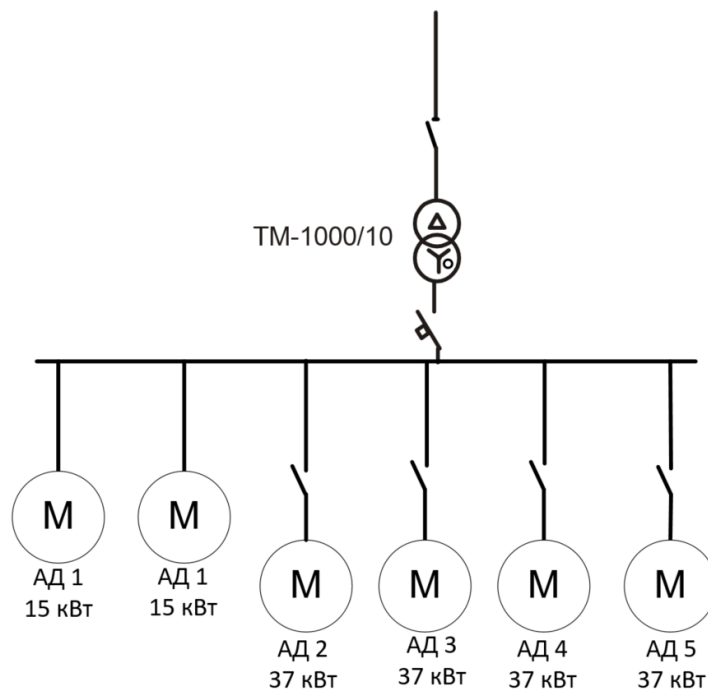 ТМ-1000/10
М
М
М
М
М
М
АД 1
15 кВт
АД 1
15 кВт
АД 2
37 кВт
АД 3
37 кВт
АД 4
37 кВт
АД 5
37 кВт